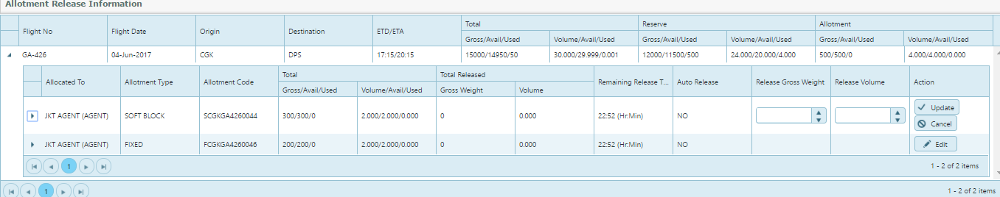 Allotment Release Information
Flight No Flight Date Origin Destination ETD/ETA Total Reserve Allotment
Gross/Avail/Used Volume/Avail/Used Gross/Avail/Used Volume/Avail/Used Gross/Avail/Used Volume/Avail/Used
GA-426 04-Jun-2017 CGK DPS 17:15/20:15 15000/14950/50 30.000/29.999/0.001 12000/11500/500 24.000/20.000/4.000 500/500/0 4.000/4.000/0.000
Allocated To Allotment Type Allotment Code Total Total Released Remaining Release T... Auto Release Release Gross Weight Release Volume Action
Gross/Avail/Used Volume/Avail/Used Gross Weight Volume
JKT AGENT (AGENT) SOFT BLOCK SCGKGA4260044 300/300/0 2.000/2.000/0.000 0 0.000 22:52 (Hr:Min) NO Update
Cancel
JKT AGENT (AGENT) FIXED FCGKGA4260046 200/200/0 2.000/2.000/0.000 0 0.000 22:52 (Hr:Min) NO Edit
1 1 - 2 of 2 items
1 1 - 2 of 2 items